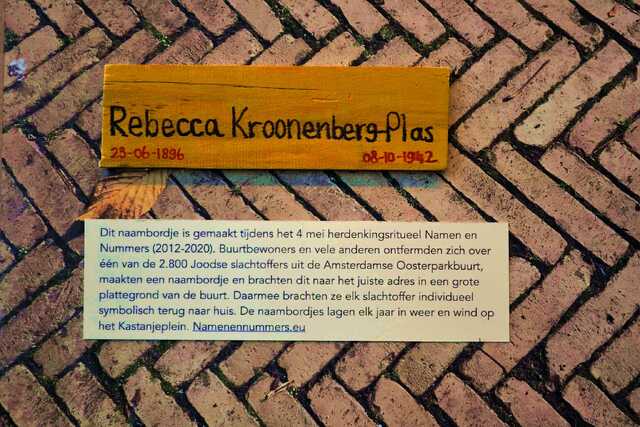 Rebecca Kroonenberg-Plas
23-06-1896 08-10-1942
Dit naambordje is gemaakt tijdens het 4 mei herdenkingsritueel Namen en
Nummers (2012-2020). Buurtbewoners en vele anderen ontfermden zich over
één van de 2.800 Joodse slachtoffers uit de Amsterdamse Oosterparkbuurt,
maakten een naambordje en brachten dit naar het juiste adres in een grote
plattegrond van de buurt. Daarmee brachten ze elk slachtoffer individueel
symbolisch terug naar huis. De naambordjes lagen elk jaar in weer en wind op
het Kastanjeplein. Namenennummers.eu